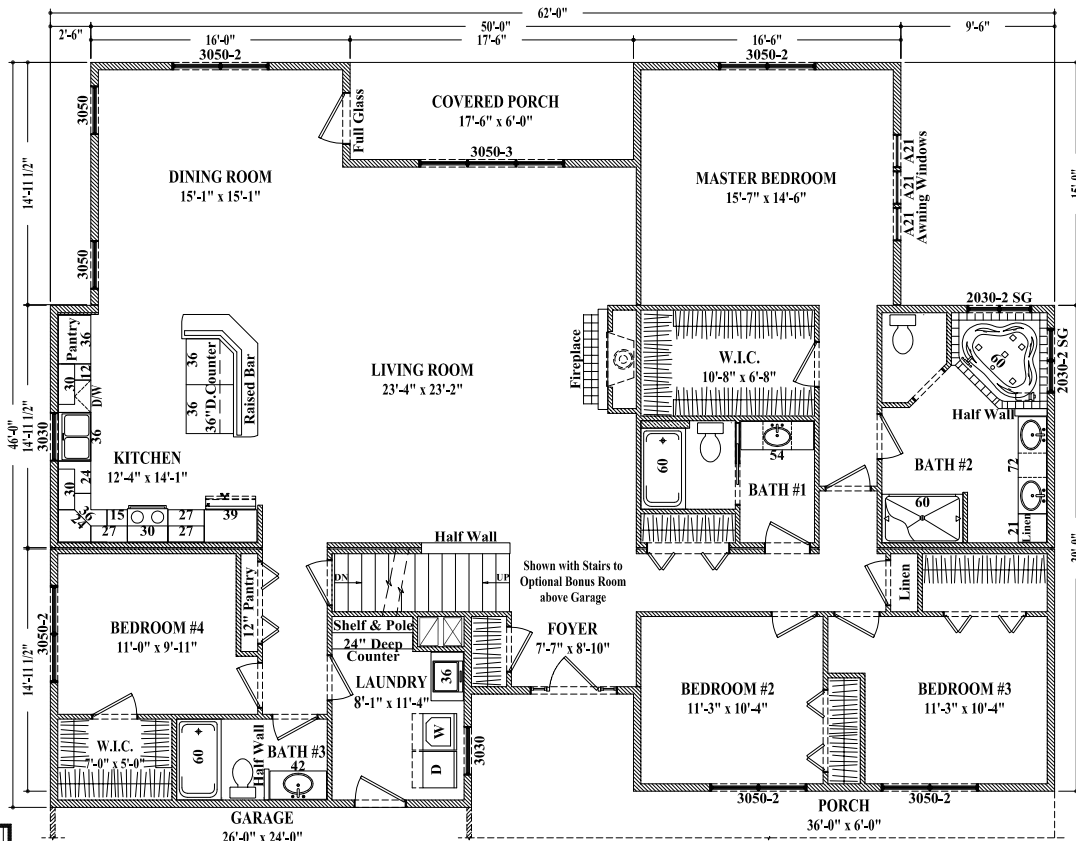 62'-0"
2'-6"
50'-0"
9'-6"
16'-0"
17'-6"
16'-6"
3050-2
3050-2
3050
Full Glass
COVERED PORCH
17'-6" x 6'-0"
3050-3
14'-11 1/2"
DINING ROOM
15'-1" x 15'-1"
MASTER BEDROOM
15'-7" x 14'-6"
A21
A21
A21
Awning Windows
15'-0"
3050
2030-2 SG
Pantry
36
12
30
D/W
36
36
36"D.Counter
Raised Bar
LIVING ROOM
23'-4" x 23'-2"
Fireplace
W.I.C.
10'-8" x 6'-8"
60
2030-2 SG
Half Wall
46'-0"
14'-11 1/2"
3030
36
KITCHEN
12'-4" x 14'-1"
24
30
36
24
15
27
30
27
27
39
60
54
BATH #1
BATH #2
72
60
21
Linen
Half Wall
DN
UP
Shown with Stairs to
Optional Bonus Room
above Garage
20'-0"
Linen
3050-2
BEDROOM #4
11'-0" x 9'-11"
12" Pantry
Shelf & Pole
24" Deep
Counter
FOYER
7'-7" x 8'-10"
14'-11 1/2"
LAUNDRY
8'-1" x 11'-4"
36
BEDROOM #2
11'-3" x 10'-4"
BEDROOM #3
11'-3" x 10'-4"
W.I.C.
7'-0" x 5'-0"
60
Half Wall
BATH #3
42
W
D
3030
3050-2
3050-2
GARAGE
26'-0" x 24'-0"
PORCH
36'-0" x 6'-0"